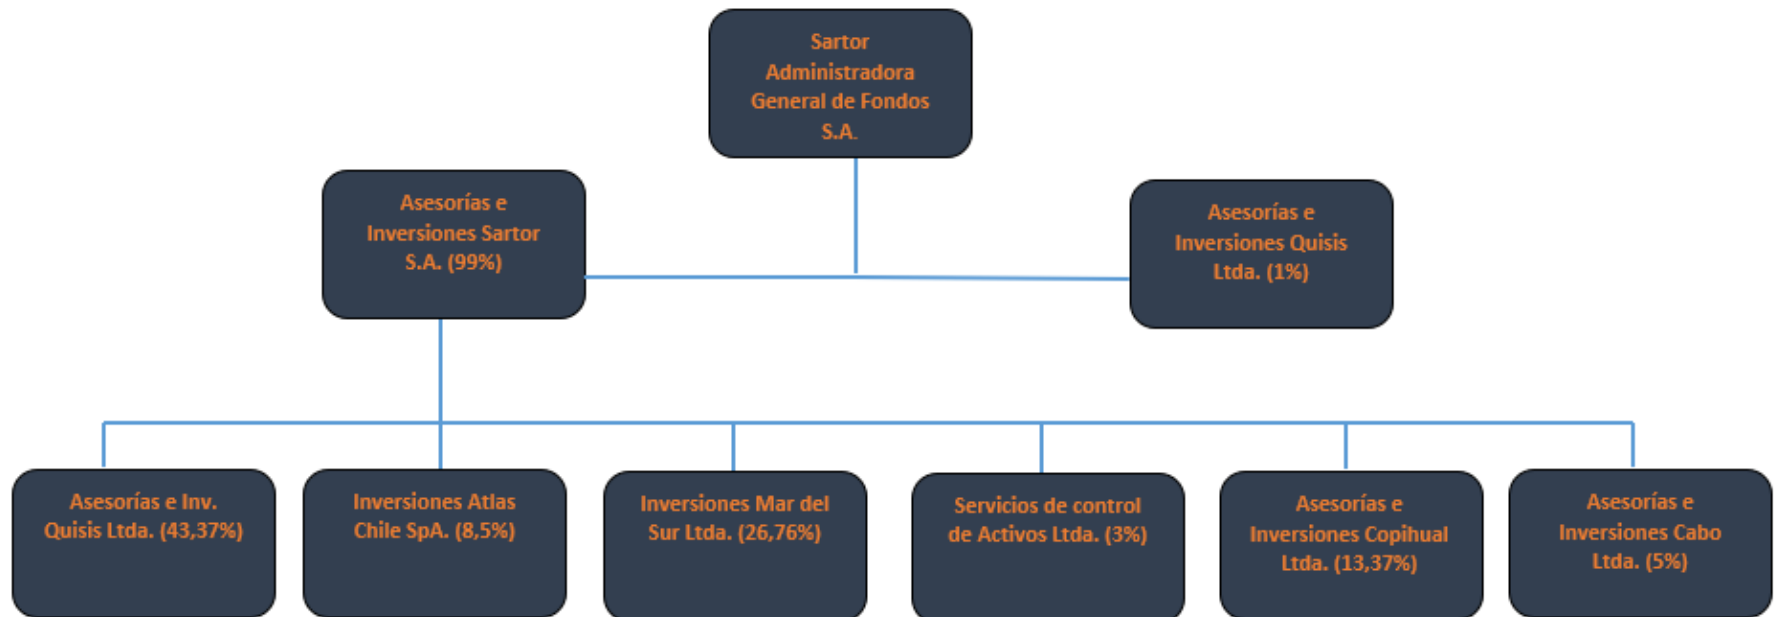 Sartor
Administradora
General de Fondos
S.A.
Asesorías e
Inversiones Sartor
S.A. (99%)
Asesorías e
Inversiones Quisis
Ltda. (1%)
Asesorías e Inv.
Quisis Ltda. (43,37%)
Inversiones Atlas
Chile SpA. (8,5%)
Inversiones Mar del
Sur Ltda. (26,76%)
Servicios de control
de Activos Ltda. (3%)
Asesorías e
Inversiones Copihual
Ltda. (13,37%)
Asesorías e
Inversiones Cabo
Ltda. (5%)